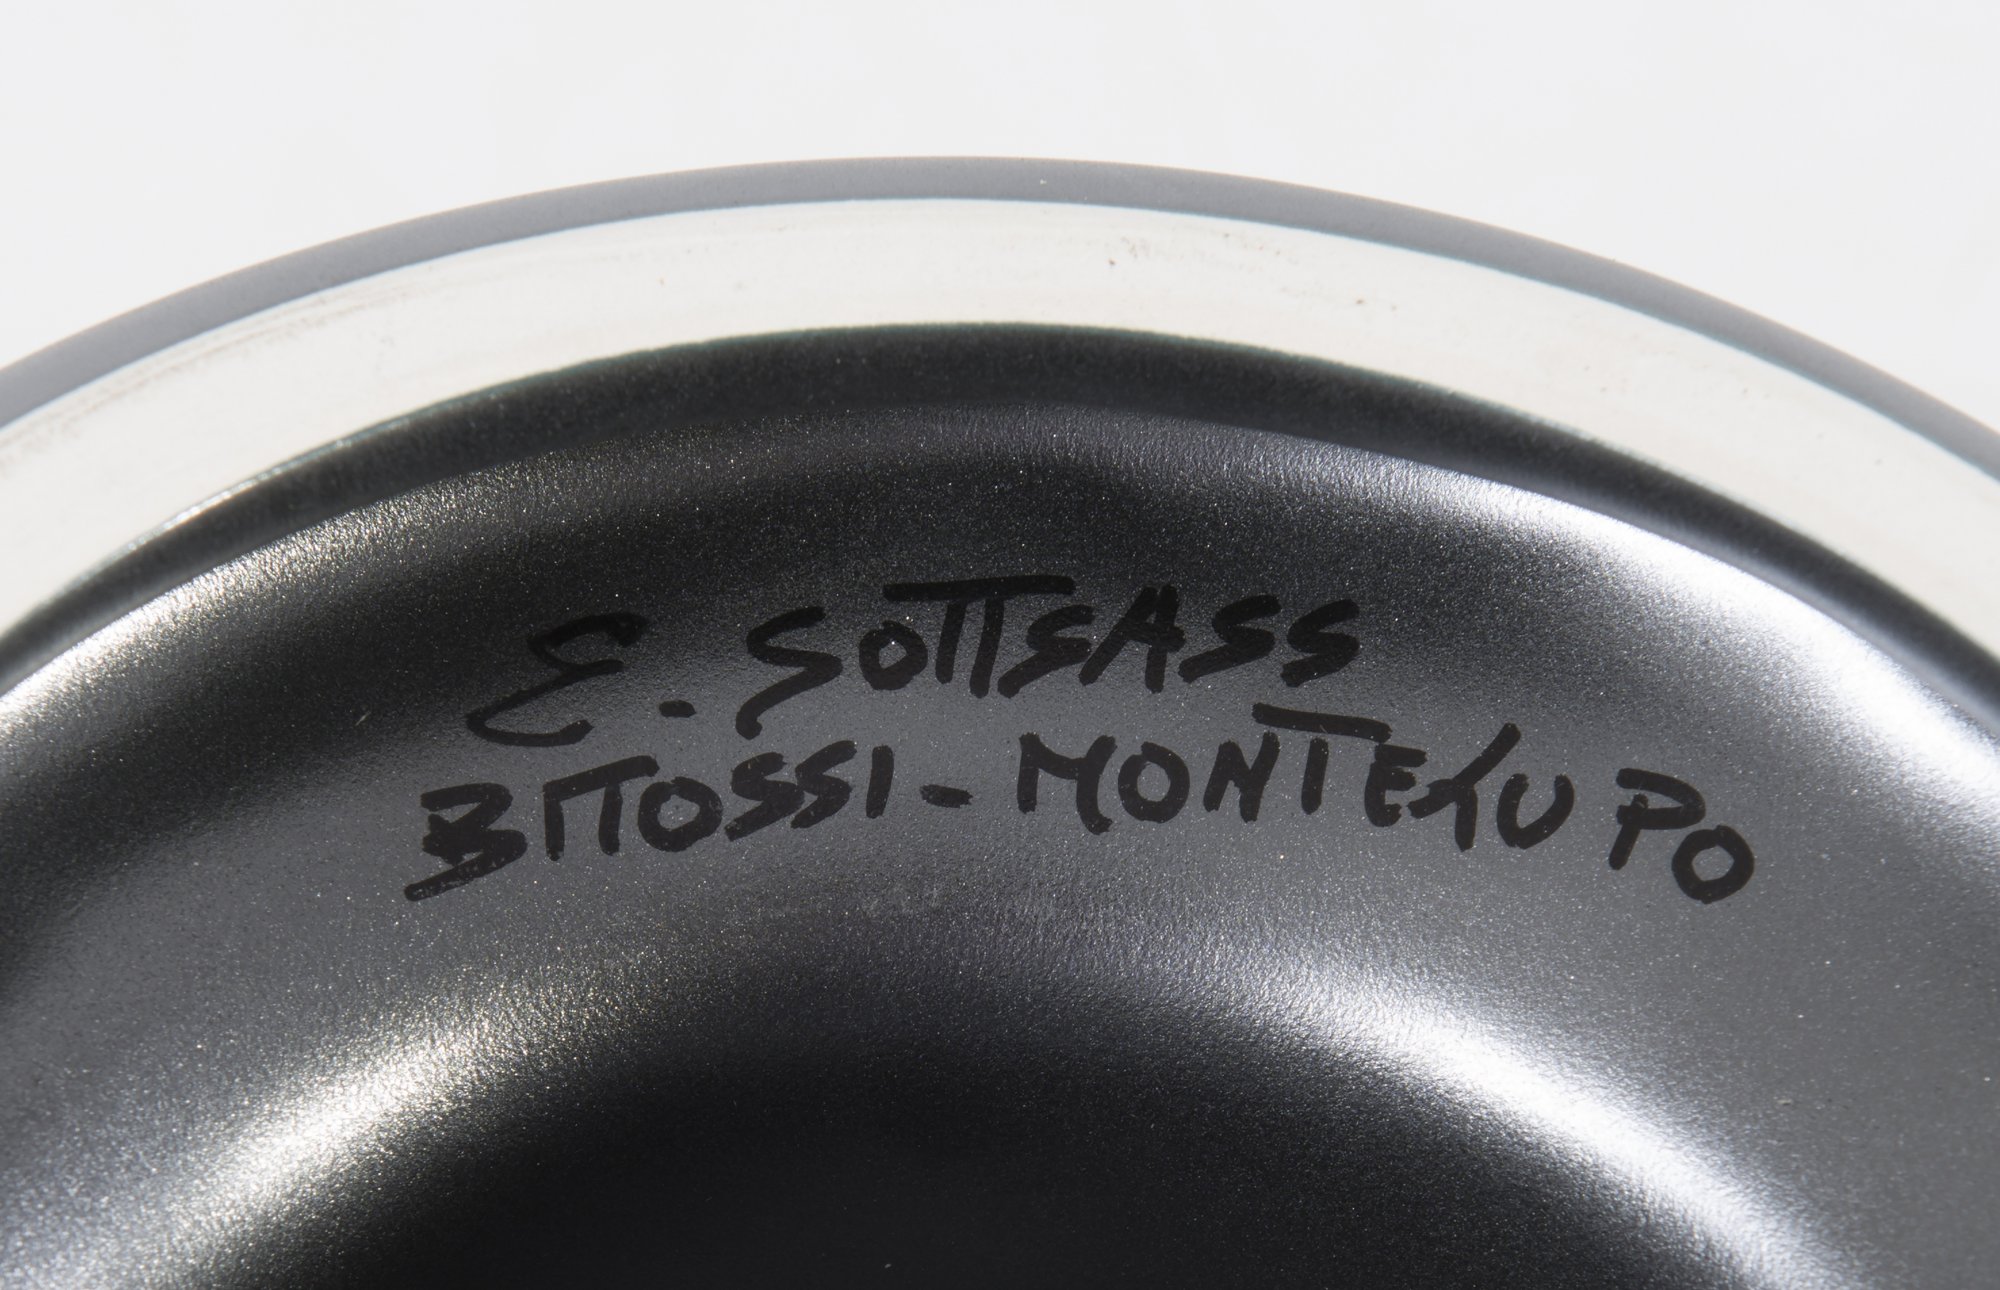 E. SOTTSASS
BITOSSI - MONTELUPO